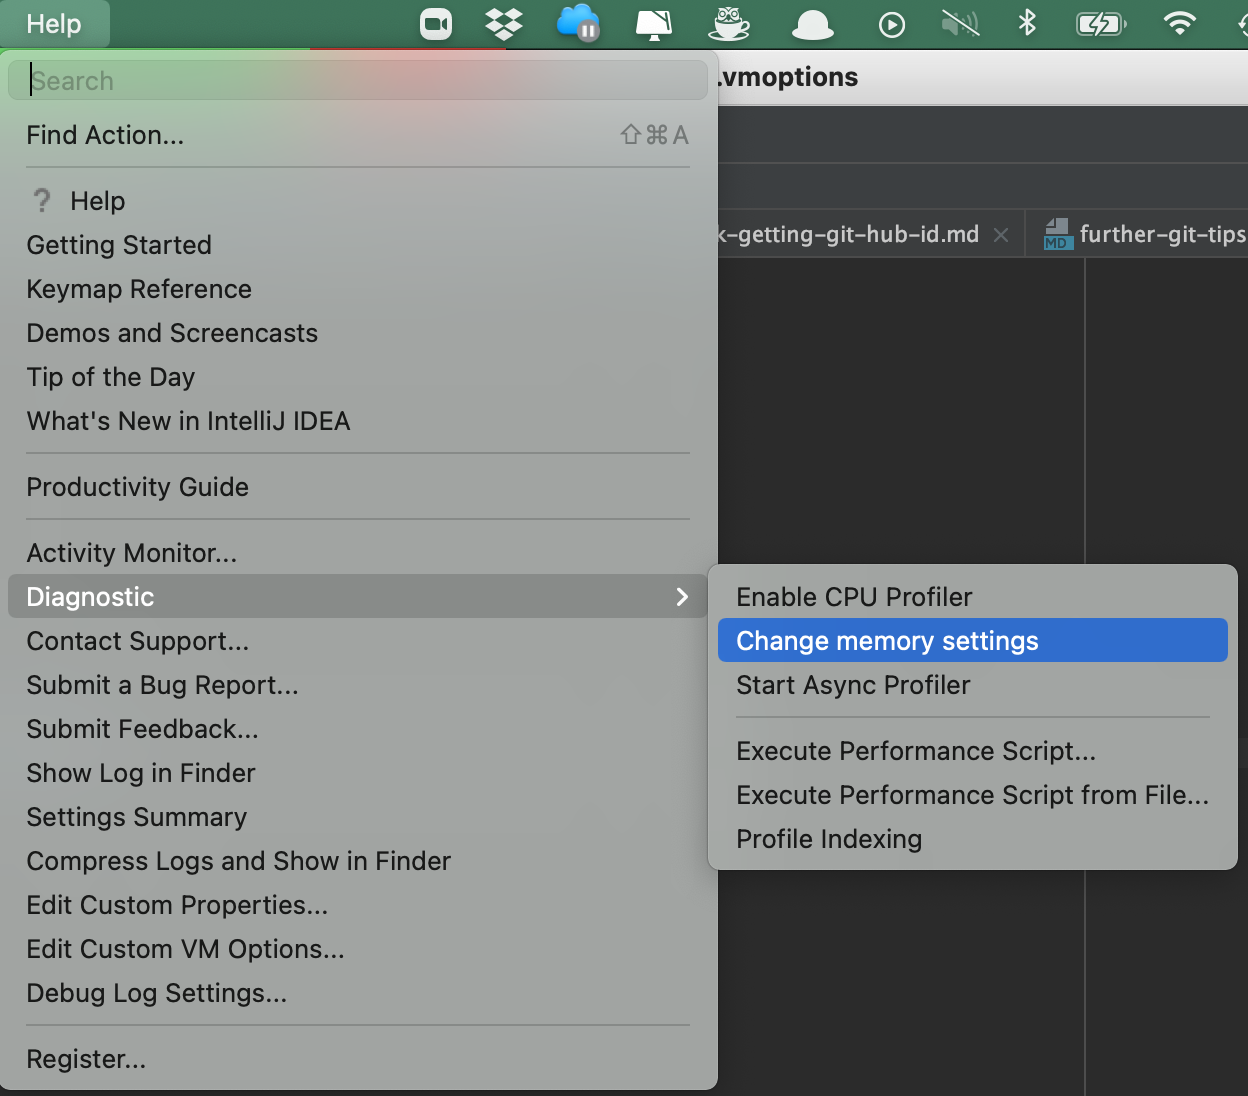 Help
Search
.vmoptions
Find Action... ⇧⌘A
? Help
k-getting-git-hub-id.md
MD further-git-tips
Getting Started
Keymap Reference
Demos and Screencasts
Tip of the Day
What's New in IntelliJ IDEA
Productivity Guide
Activity Monitor...
Diagnostic
Enable CPU Profiler
Change memory settings
Start Async Profiler
Execute Performance Script...
Execute Performance Script from File...
Profile Indexing
Contact Support...
Submit a Bug Report...
Submit Feedback...
Show Log in Finder
Settings Summary
Compress Logs and Show in Finder
Edit Custom Properties...
Edit Custom VM Options...
Debug Log Settings...
Register...